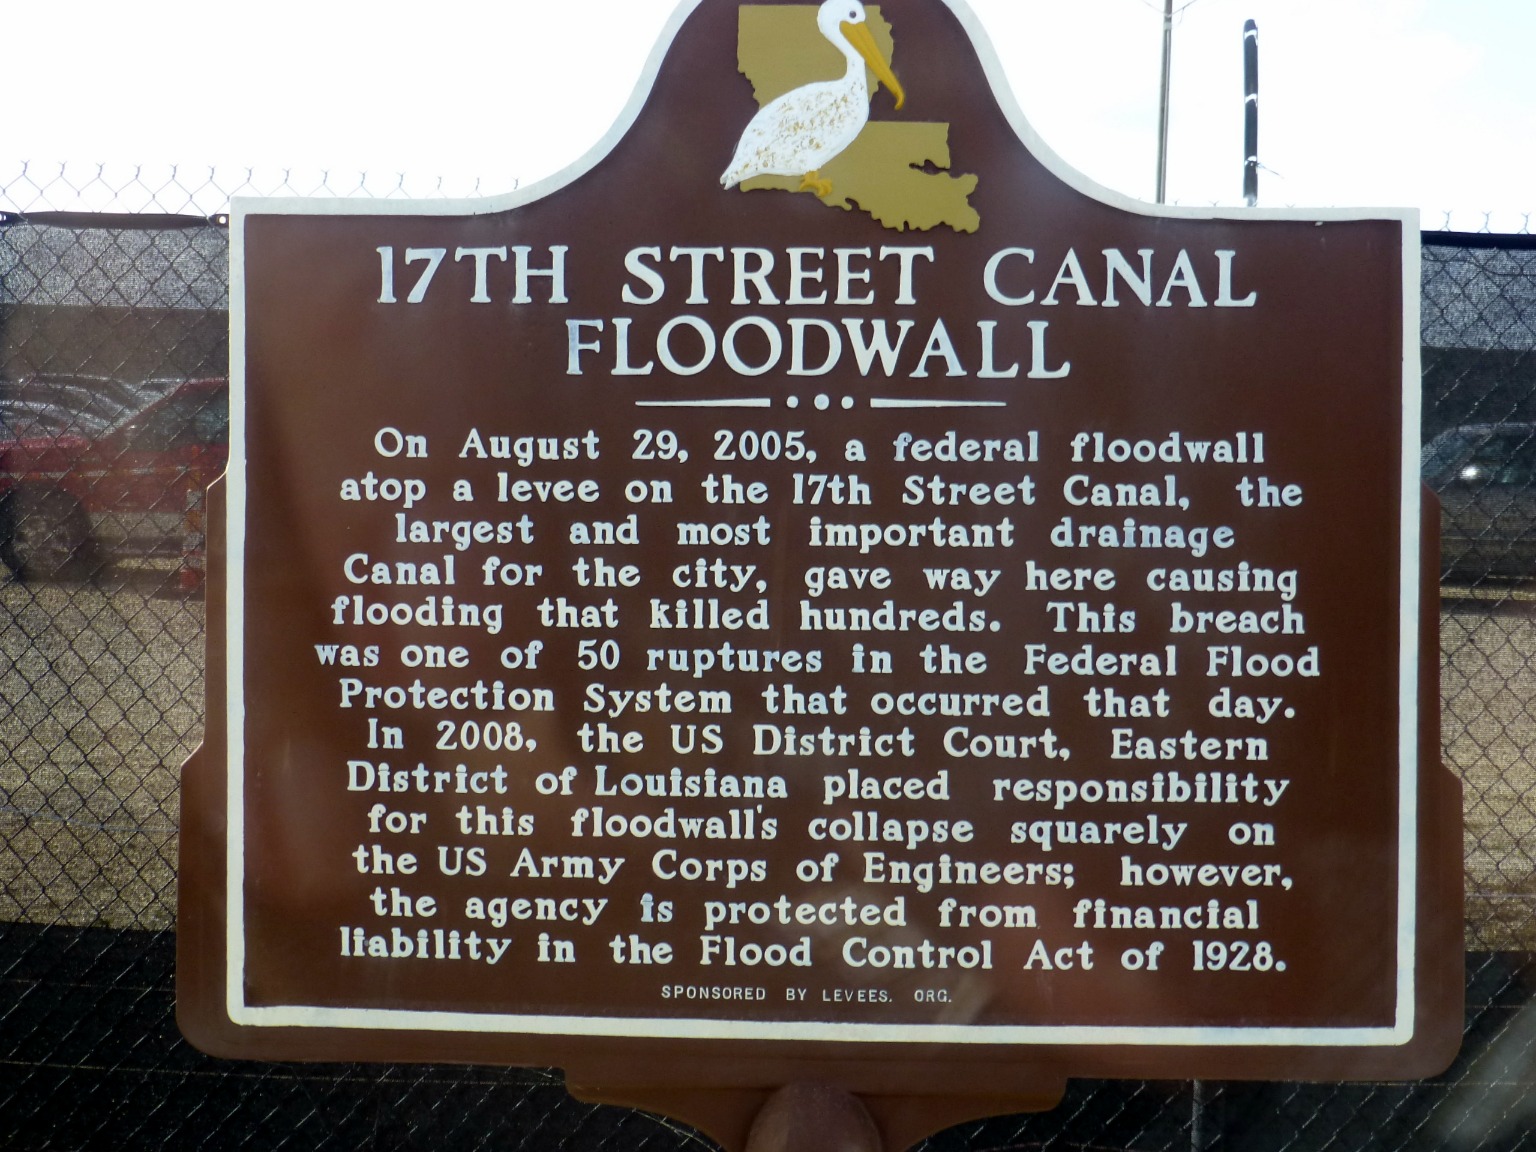 17TH STREET CANAL
FLOODWALL
On August 29, 2005, a federal floodwall
atop a levee on the 17th Street Canal, the
largest and most important drainage
Canal for the city, gave way here causing
flooding that killed hundreds. This breach
was one of 50 ruptures in the Federal Flood
Protection System that occurred that day.
In 2008, the US District Court, Eastern
District of Louisiana placed responsibility
for this floodwall's collapse squarely on
the US Army Corps of Engineers; however,
the agency is protected from financial
liability in the Flood Control Act of 1928.
SPONSORED BY LEVEES. ORG.